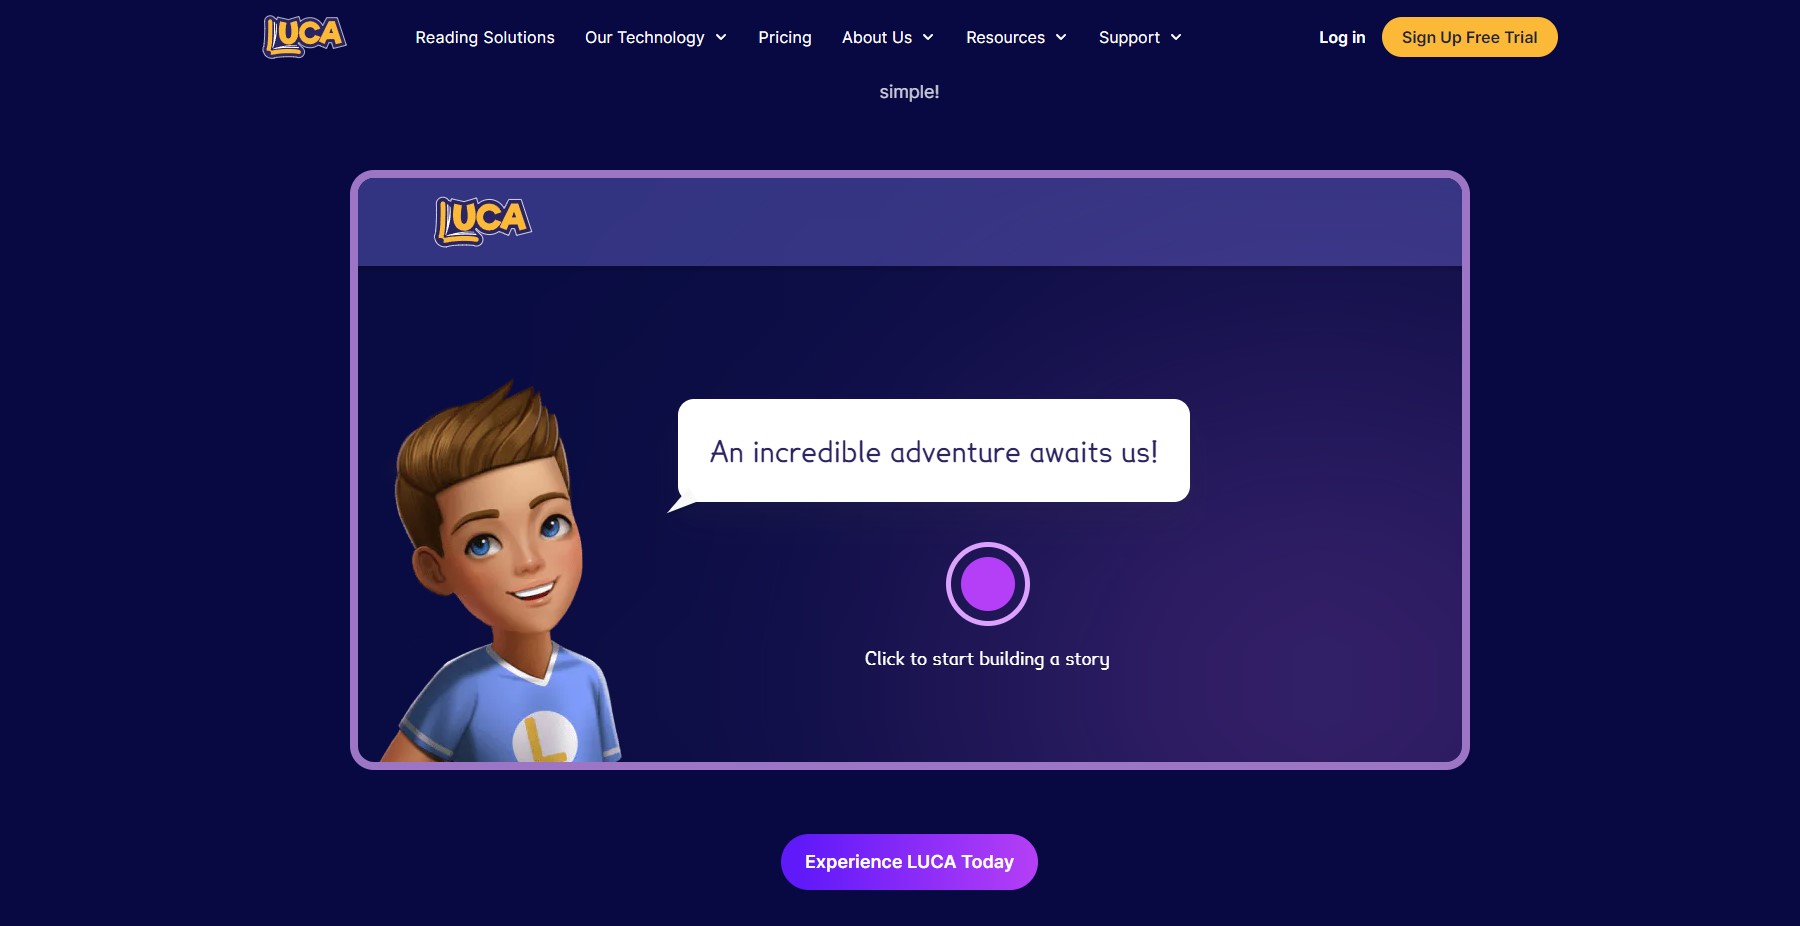 LUCA
Reading Solutions
Our Technology
Pricing
About Us
Resources
Support
Log in
Sign Up Free Trial
simple!
LUCA
An incredible adventure awaits us!
Click to start building a story
L
Experience LUCA Today